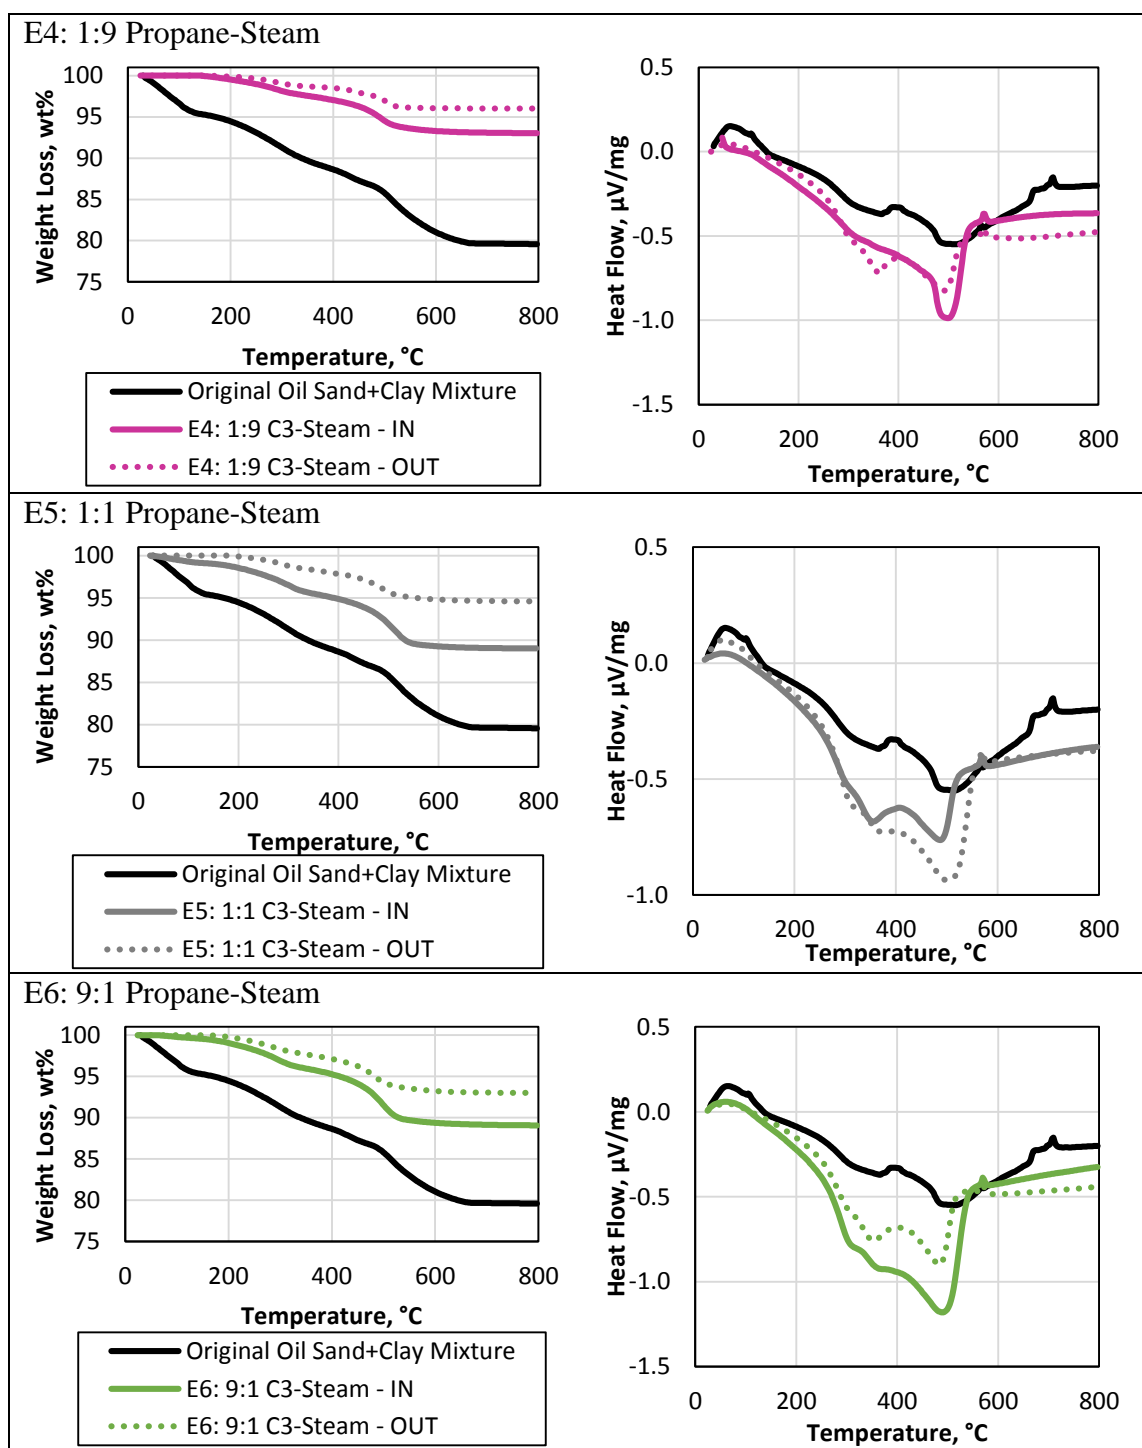 E4: 1:9 Propane-Steam
Weight Loss, wt%
100
95
90
85
80
75
0 200 400 600 800
Temperature, °C
Original Oil Sand+Clay Mixture
E4: 1:9 C3-Steam - IN
E4: 1:9 C3-Steam - OUT
Heat Flow, µV/mg
0.5
0.0
-0.5
-1.0
-1.5
0 200 400 600 800
Temperature, °C
E5: 1:1 Propane-Steam
Weight Loss, wt%
100
95
90
85
80
75
0 200 400 600 800
Temperature, °C
Original Oil Sand+Clay Mixture
E5: 1:1 C3-Steam - IN
E5: 1:1 C3-Steam - OUT
Heat Flow, µV/mg
0.5
0.0
-0.5
-1.0
0 200 400 600 800
Temperature, °C
E6: 9:1 Propane-Steam
Weight Loss, wt%
100
95
90
85
80
75
0 200 400 600 800
Temperature, °C
Original Oil Sand+Clay Mixture
E6: 9:1 C3-Steam - IN
E6: 9:1 C3-Steam - OUT
Heat Flow, µV/mg
0.5
0.0
-0.5
-1.0
-1.5
0 200 400 600 800
Temperature, °C